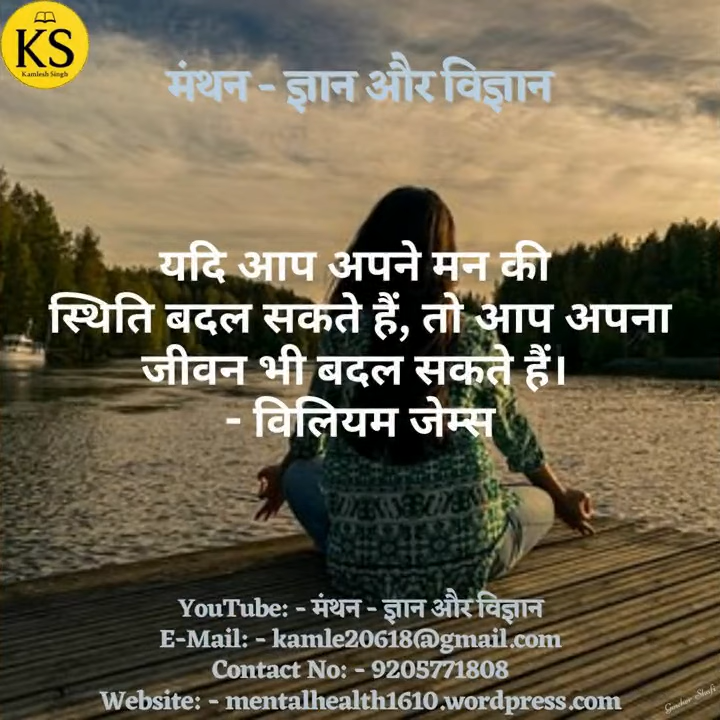 KS
Kamlesh Singh
मंथन - ज्ञान और विज्ञान
यदि आप अपने मन की
स्थिति बदल सकते हैं, तो आप अपना
जीवन भी बदल सकते हैं।
- विलियम जेम्स
YouTube: - मंथन - ज्ञान और विज्ञान
E-Mail: - kamle20618@gmail.com
Contact No: - 9205771808
Website: - mentalhealth1610.wordpress.com